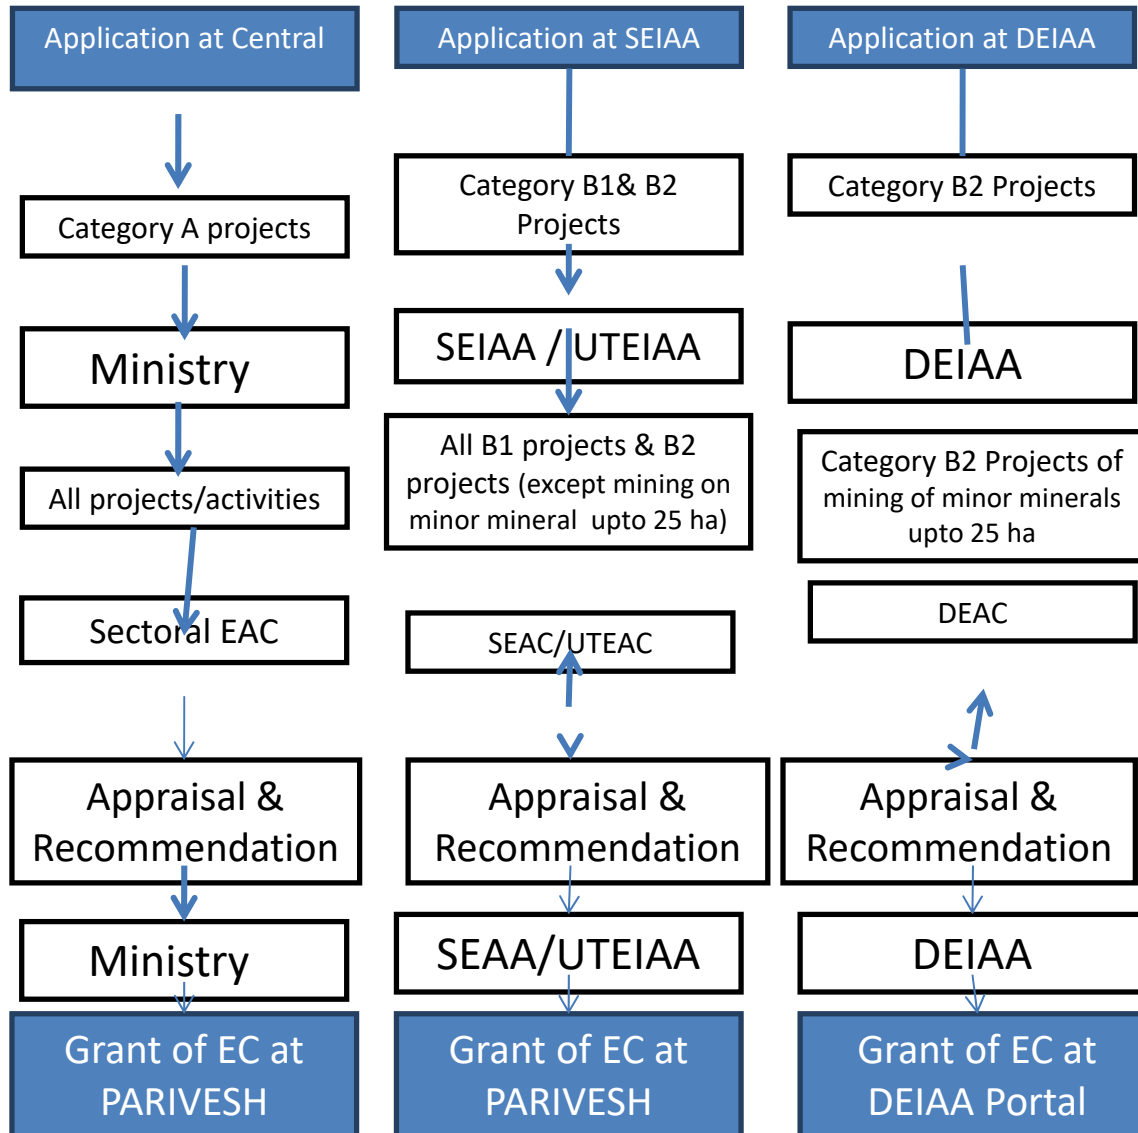 Application at Central
Category A projects
Ministry
All projects/activities
Sectoral EAC
Appraisal &
Recommendation
Ministry
Grant of EC at
PARIVESH
Application at SEIAA
Category B1& B2
Projects
SEIAA / UTEIAA
All B1 projects & B2
projects (except mining on
minor mineral upto 25 ha)
SEAC/UTEAC
Appraisal &
Recommendation
SEAA/UTEIAA
Grant of EC at
PARIVESH
Application at DEIAA
Category B2 Projects
DEIAA
Category B2 Projects of
mining of minor minerals
upto 25 ha
DEAC
Appraisal &
Recommendation
DEIAA
Grant of EC at
DEIAA Portal